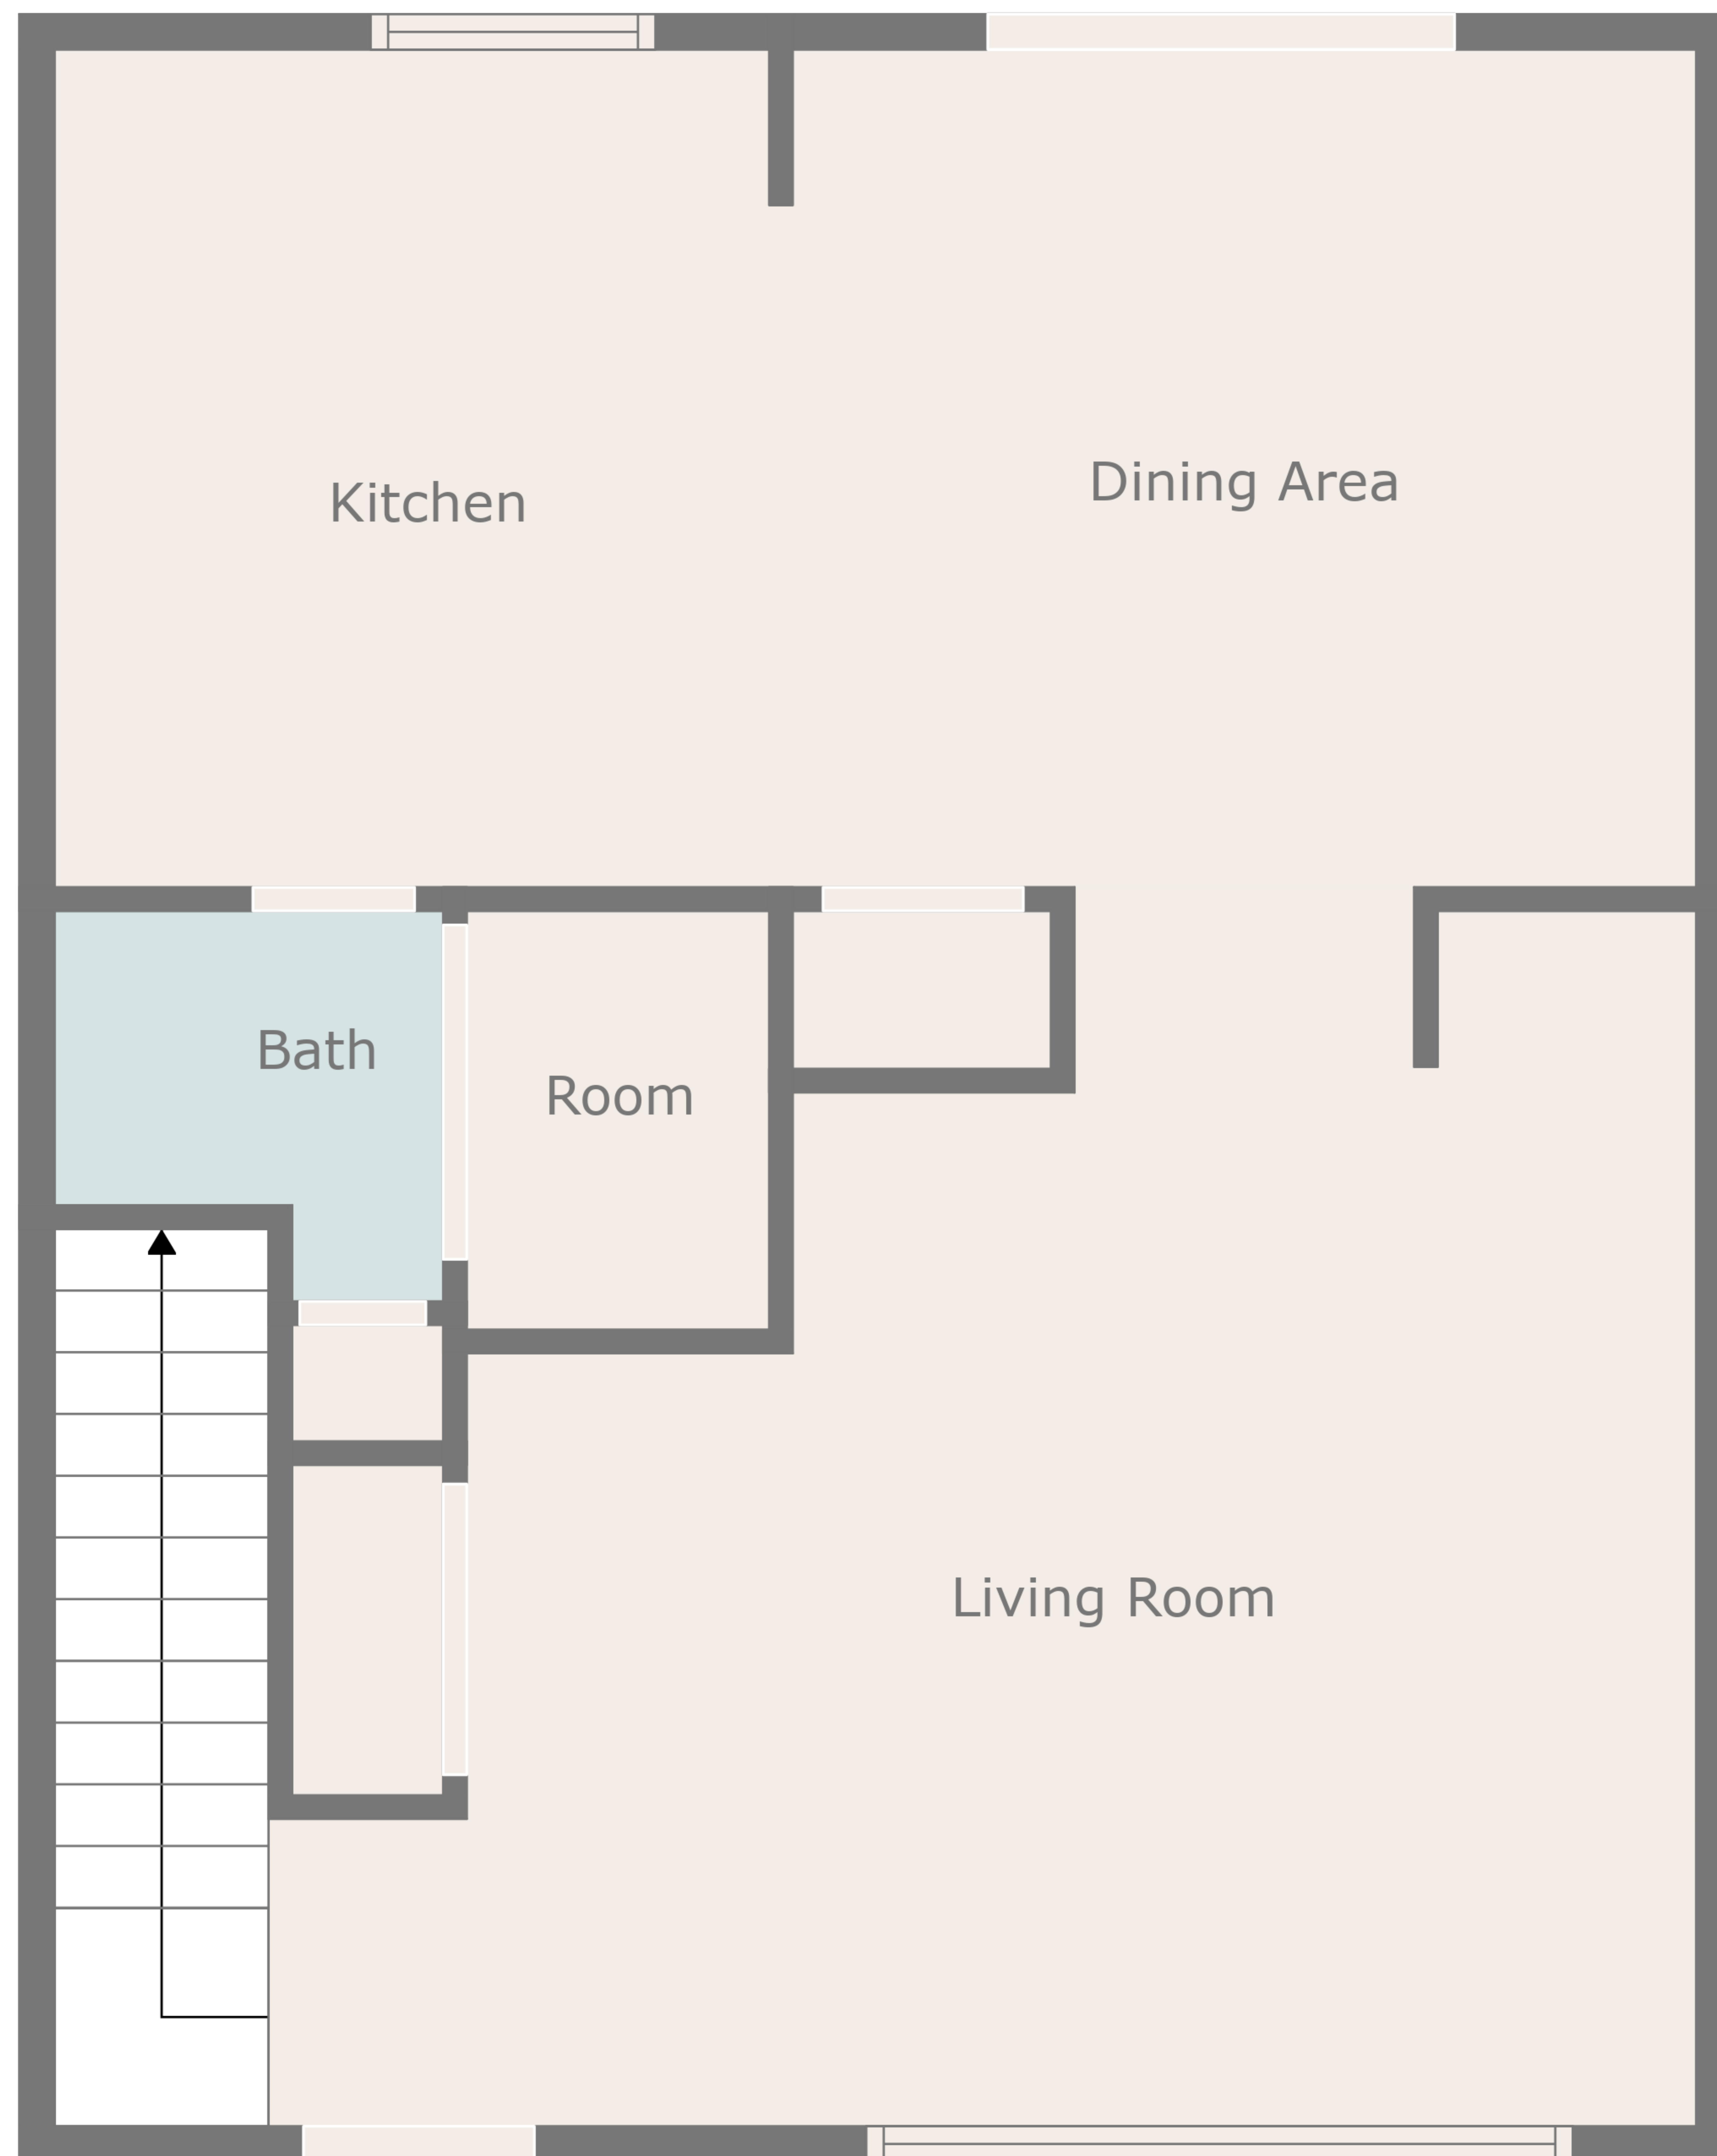 Dining Area
Kitchen
Bath
Room
Living Room